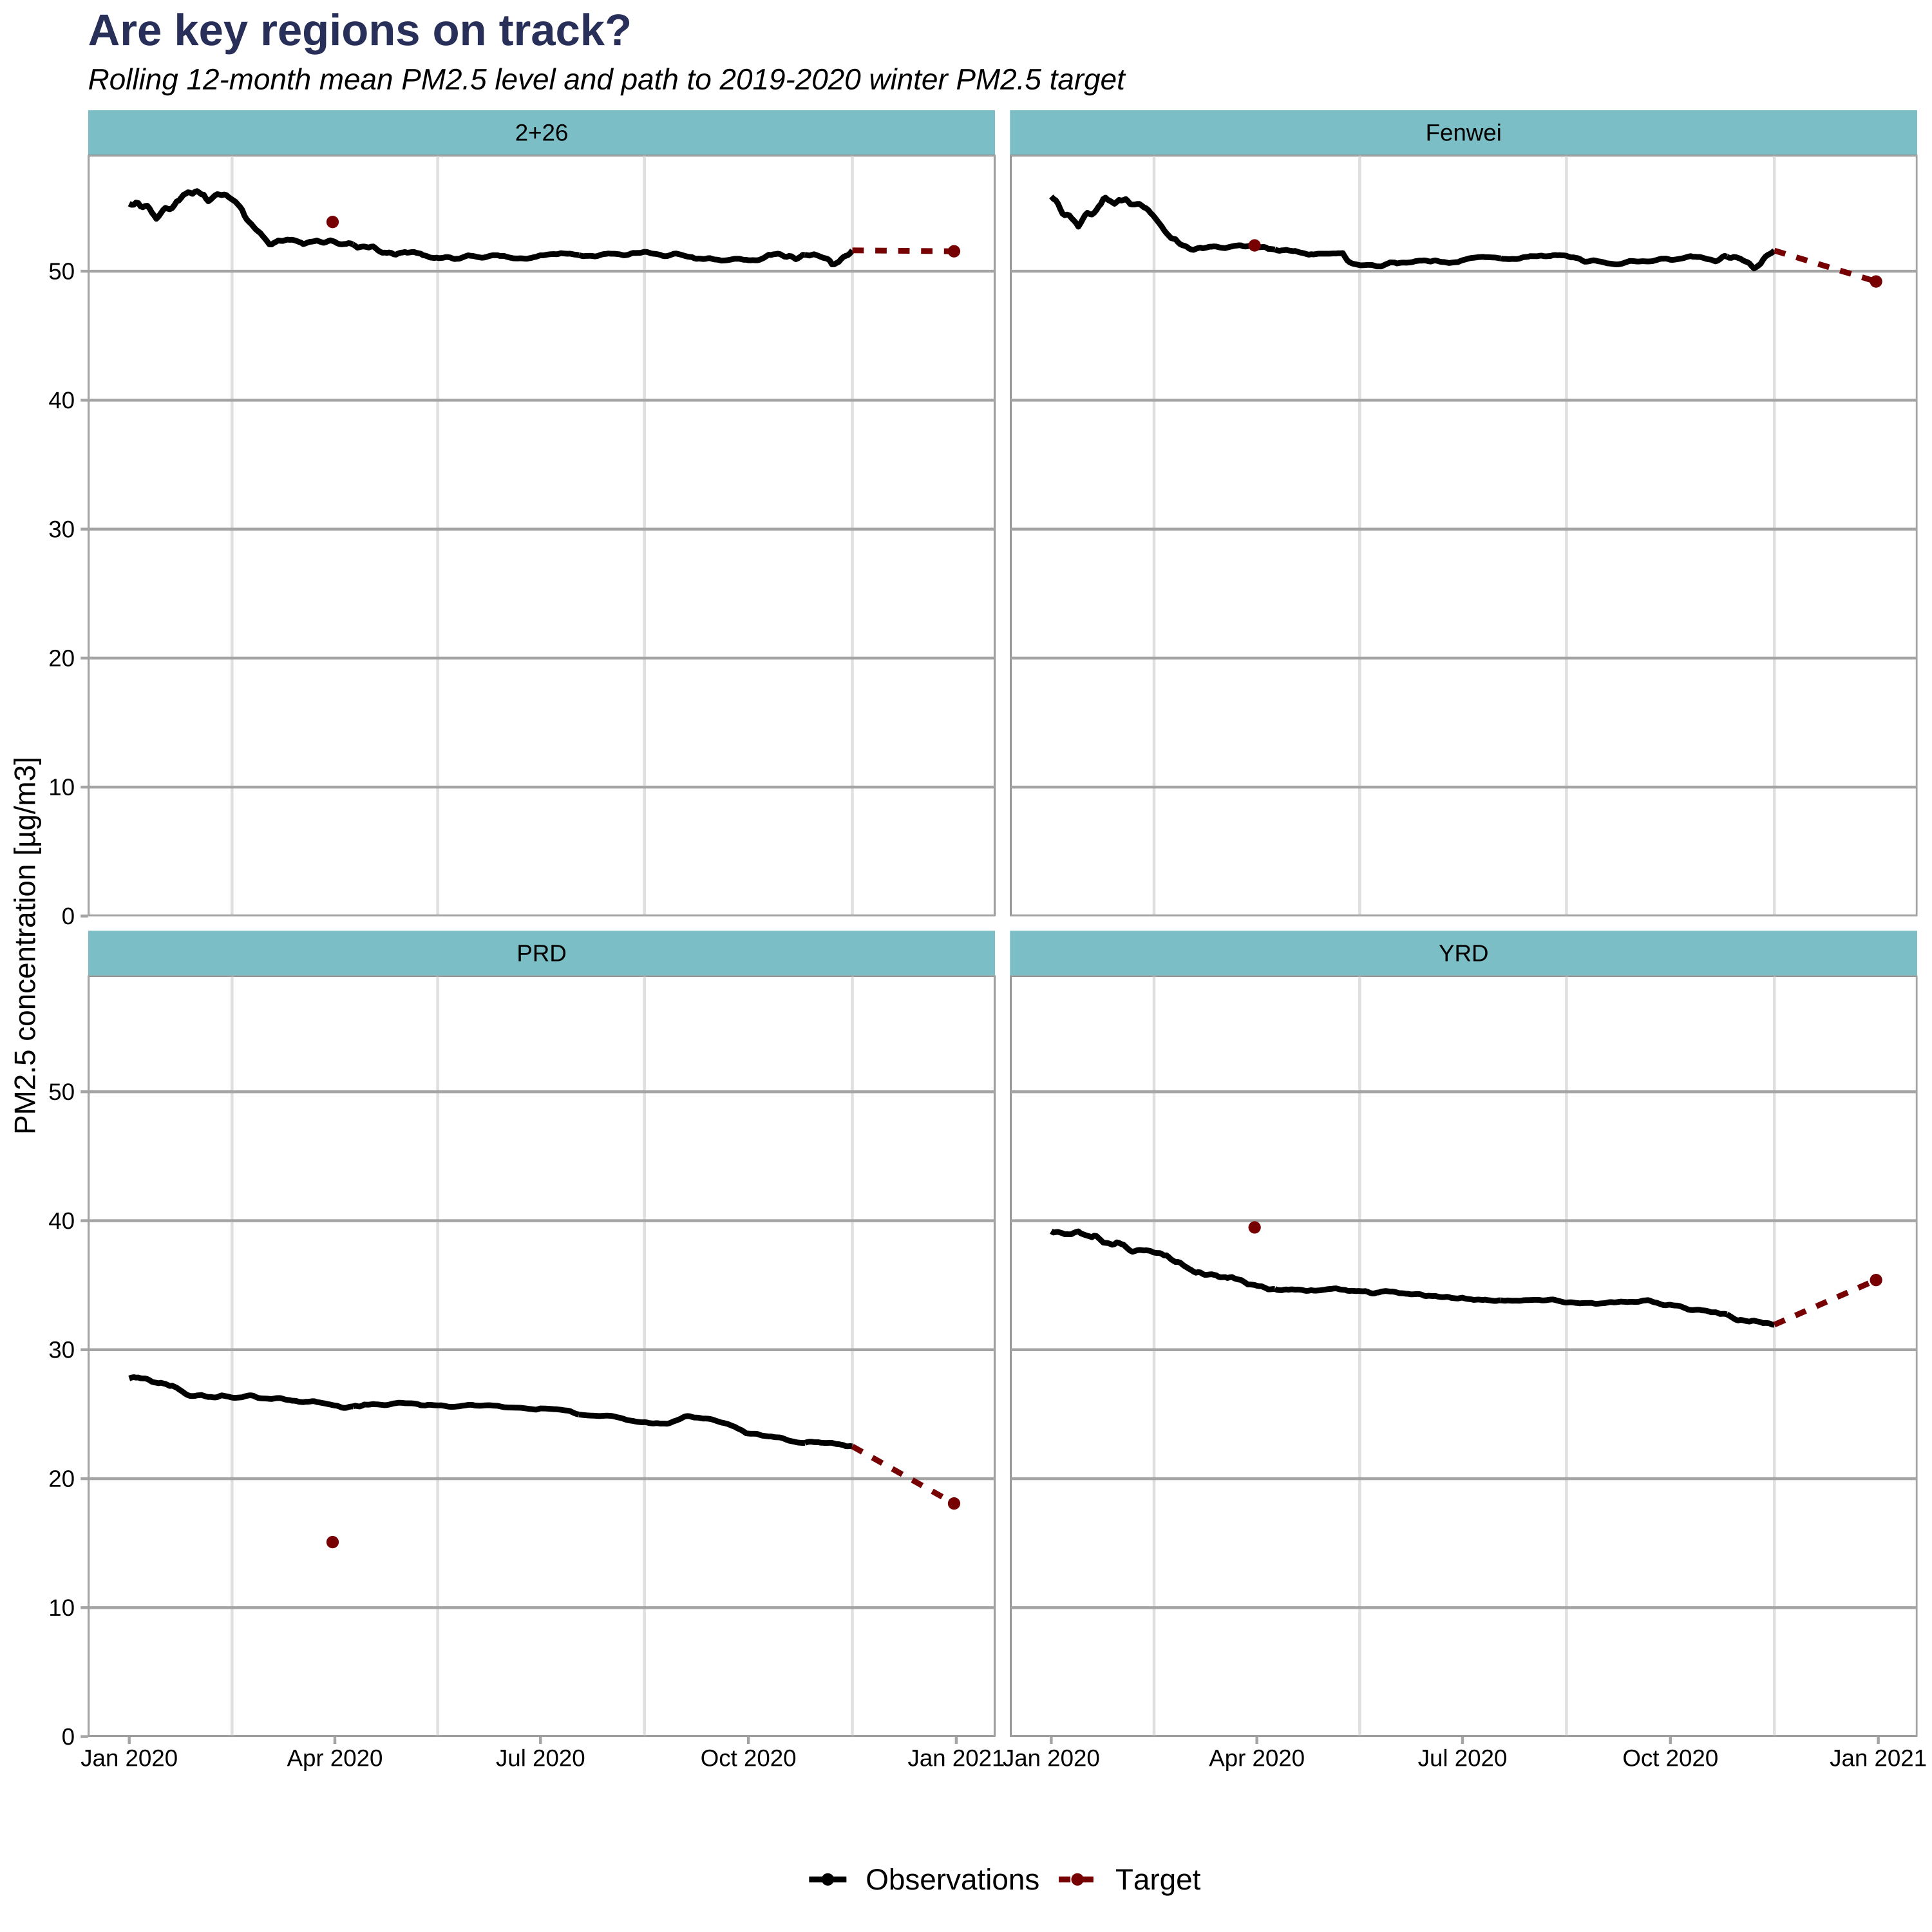 Are key regions on track?
Rolling 12-month mean PM2.5 level and path to 2019-2020 winter PM2.5 target
2+26
Fenwei
50
40
30
20
10
0
PM2.5 concentration [µg/m3]
PRD
YRD
50
40
30
20
10
0
Jan 2020 Apr 2020 Jul 2020 Oct 2020 Jan 2021
Jan 2020 Apr 2020 Jul 2020 Oct 2020 Jan 2021
Observations Target